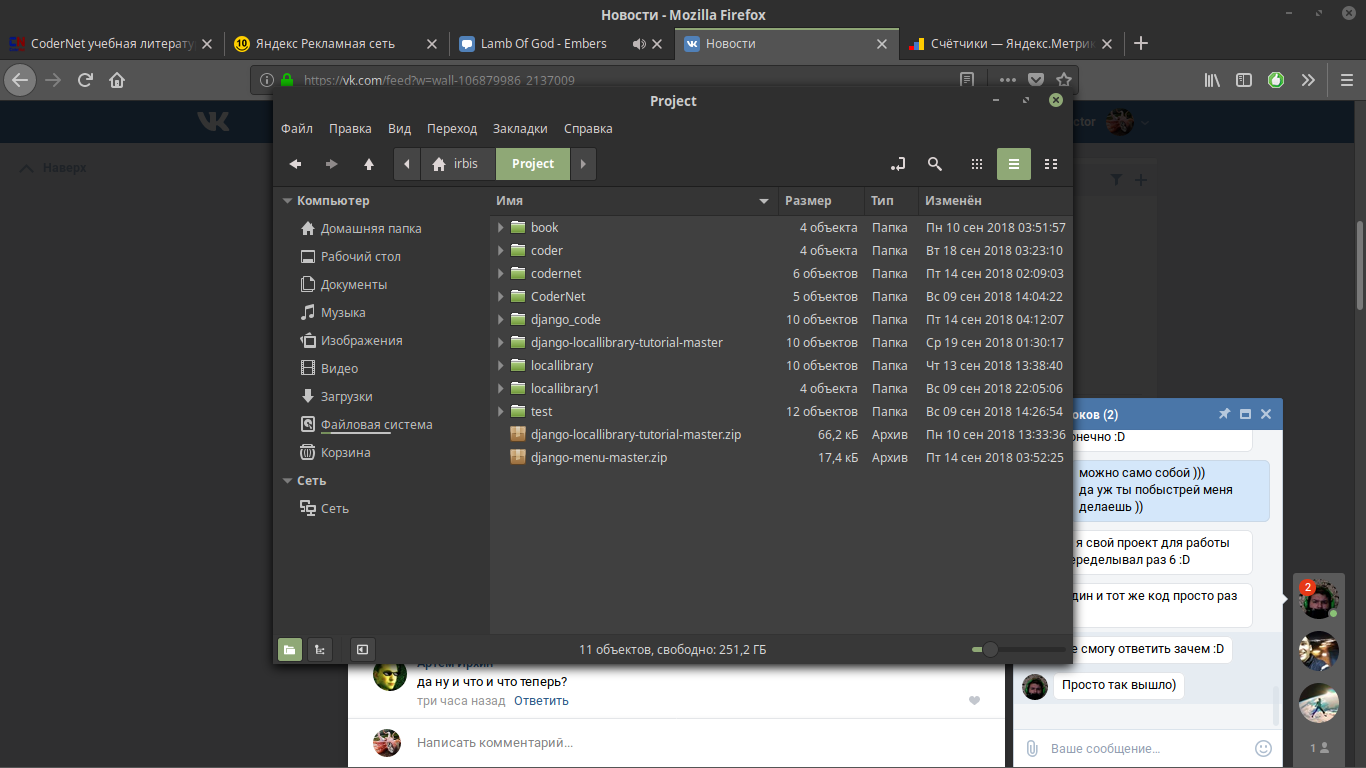 Новости - Mozilla Firefox
CoderNet учебная литерату
Яндекс Рекламная сеть
Lamb Of God - Embers
Новости
Счётчики — Яндекс.Метрик
https://vk.com/feed?w=wall-106879986_2137009
Project
ctor
Наверх
Файл Правка Вид Переход Закладки Справка
irbis Project
Компьютер
Домашняя папка
Рабочий стол
Документы
Музыка
Изображения
Видео
Загрузки
Файловая система
Корзина
Сеть
Сеть
Имя Размер Тип Изменён
book 4 объекта Папка Пн 10 сен 2018 03:51:57
coder 4 объекта Папка Вт 18 сен 2018 03:23:10
codernet 6 объектов Папка Пт 14 сен 2018 02:09:03
CoderNet 5 объектов Папка Вс 09 сен 2018 14:04:22
django_code 10 объектов Папка Пт 14 сен 2018 04:12:07
django-locallibrary-tutorial-master 10 объектов Папка Ср 19 сен 2018 01:30:17
locallibrary 10 объектов Папка Чт 13 сен 2018 13:38:40
locallibrary1 4 объекта Папка Вс 09 сен 2018 22:05:06
test 12 объектов Папка Вс 09 сен 2018 14:26:54
django-locallibrary-tutorial-master.zip 66,2 кБ Архив Пн 10 сен 2018 13:33:36
django-menu-master.zip 17,4 кБ Архив Пт 14 сен 2018 03:52:25
11 объектов, свободно: 251,2 ГБ
оков (2)
онечно :D
можно само собой )))
да уж ты побыстрей меня
делаешь ))
я свой проект для работы
еределывал раз 6 :D
дин и тот же код просто раз
е смогу ответить зачем :D
Просто так вышло)
Ваше сообщение...
2
1
да ну и что и что теперь?
три часа назад Ответить
Написать комментарий...